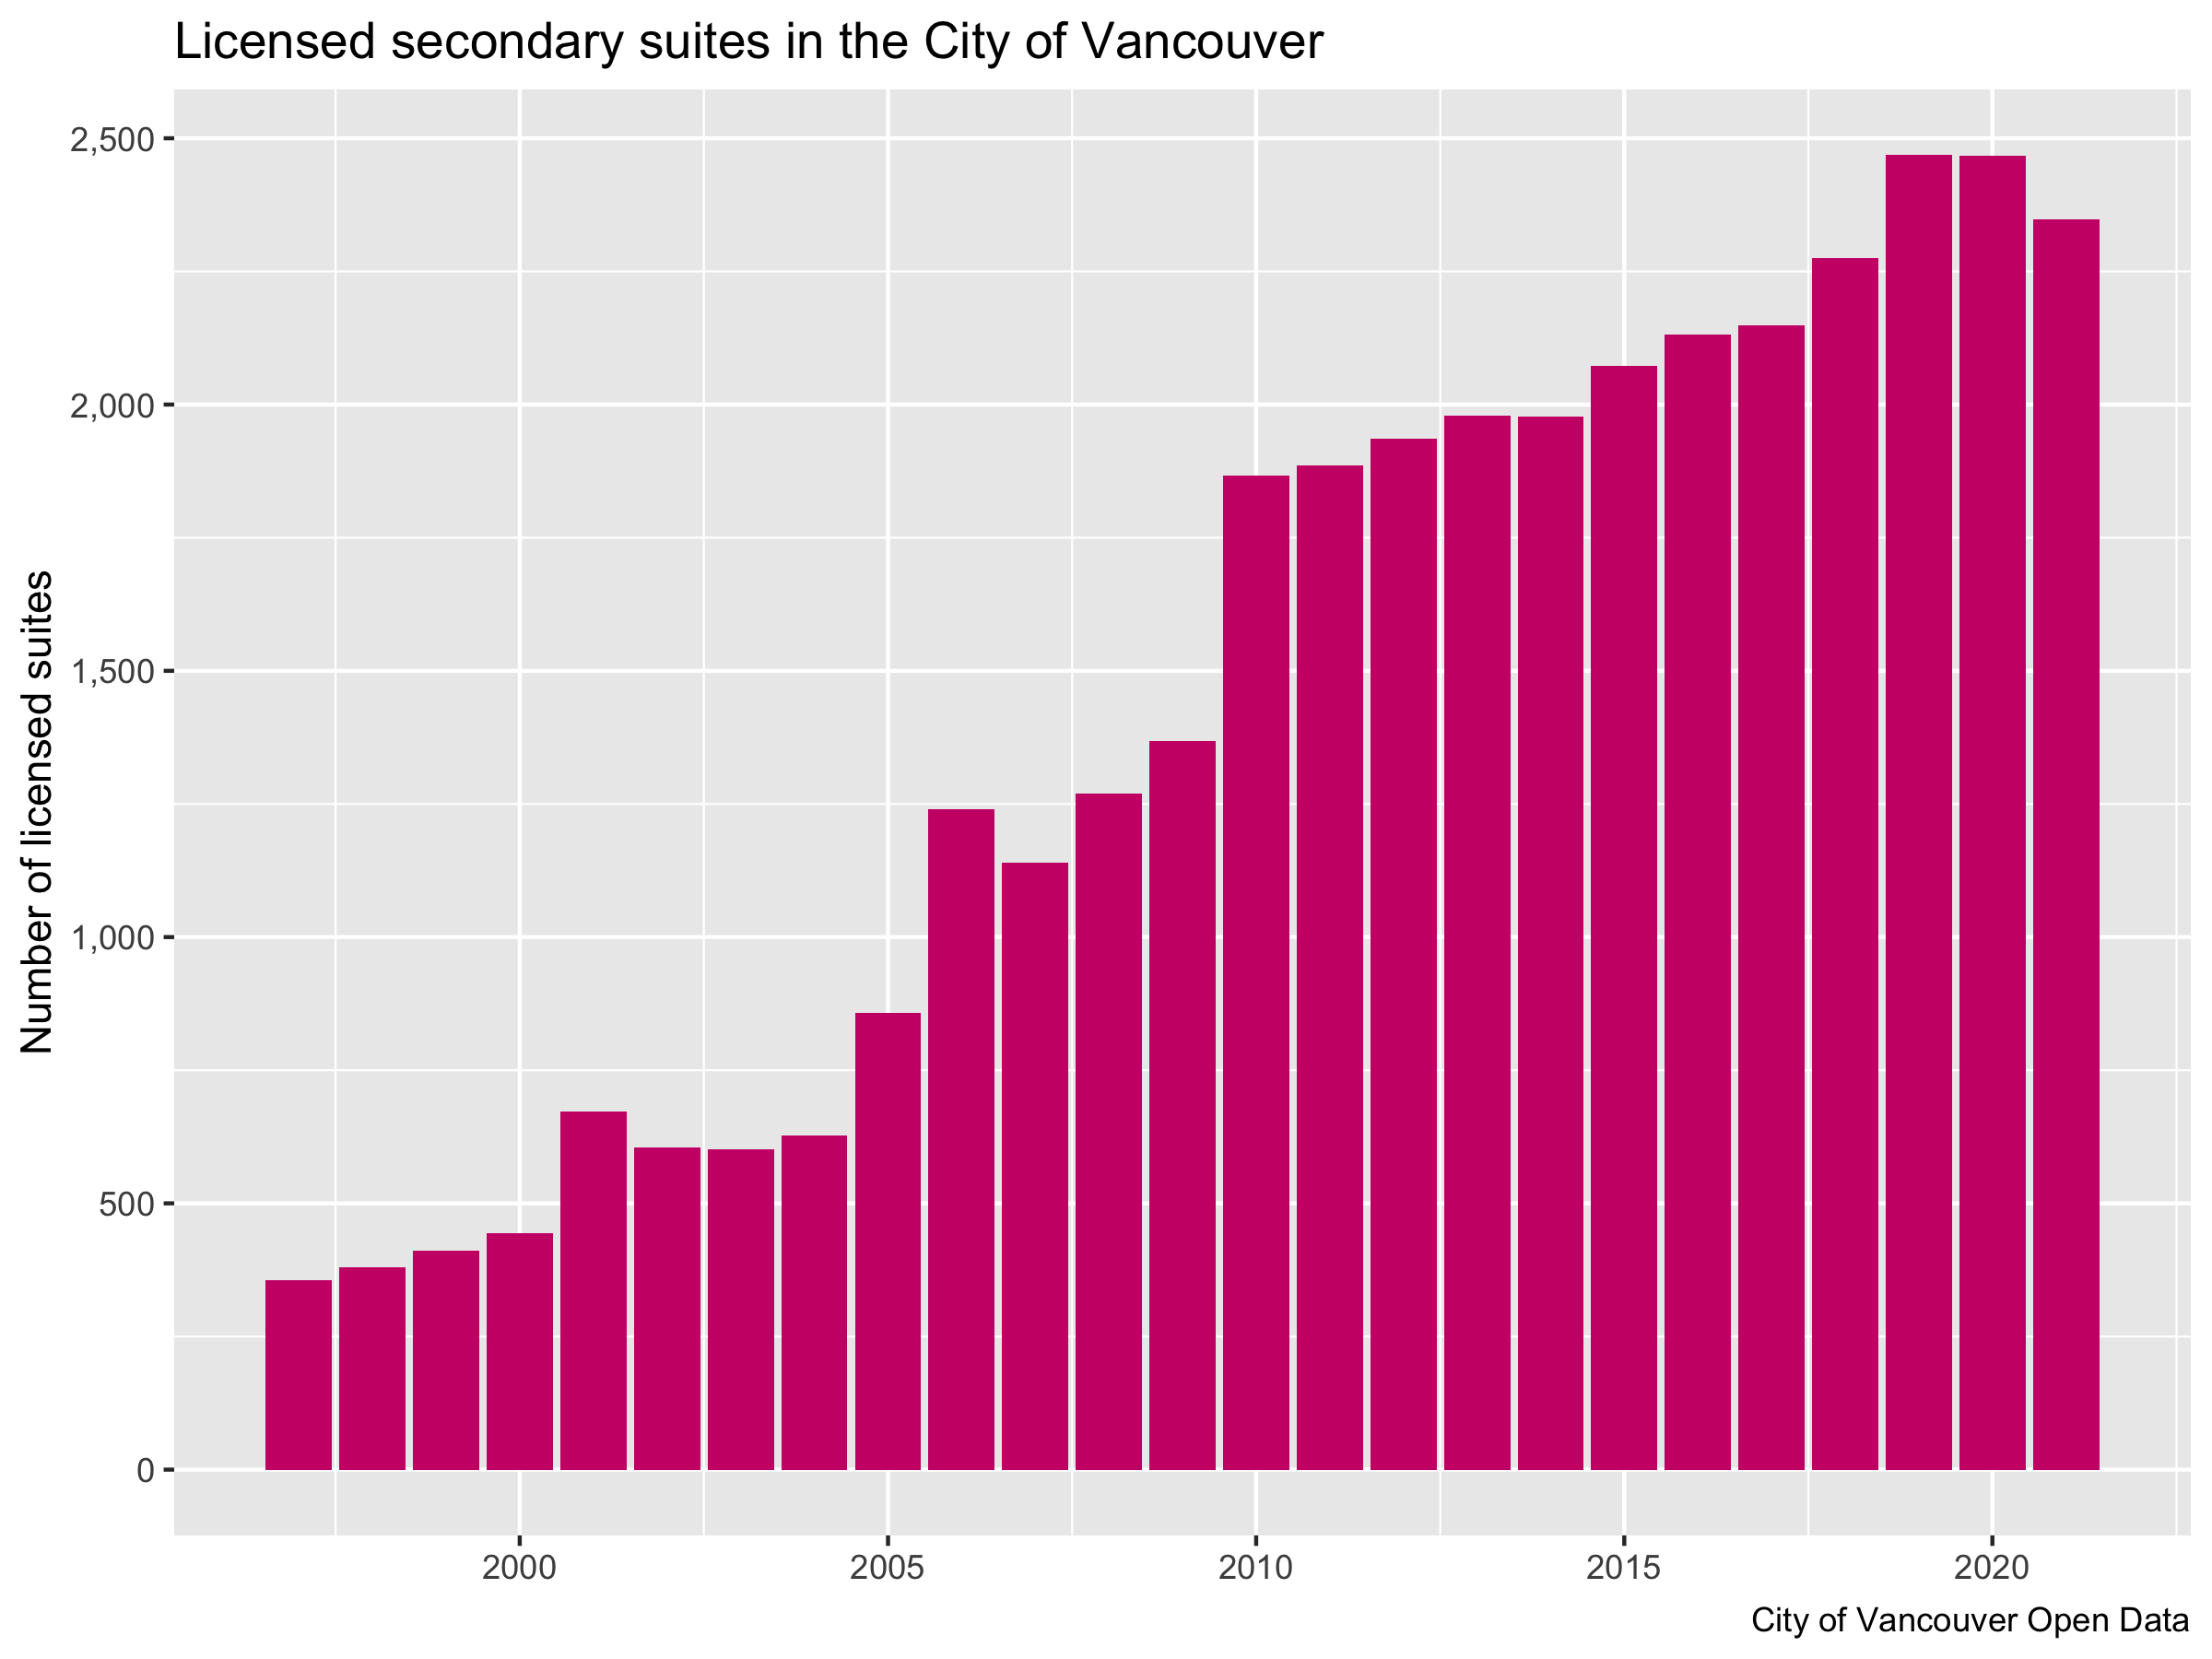 Licensed secondary suites in the City of Vancouver
Number of licensed suites
2,500
2,000
1,500
1,000
500
0
2000 2005 2010 2015 2020
City of Vancouver Open Data